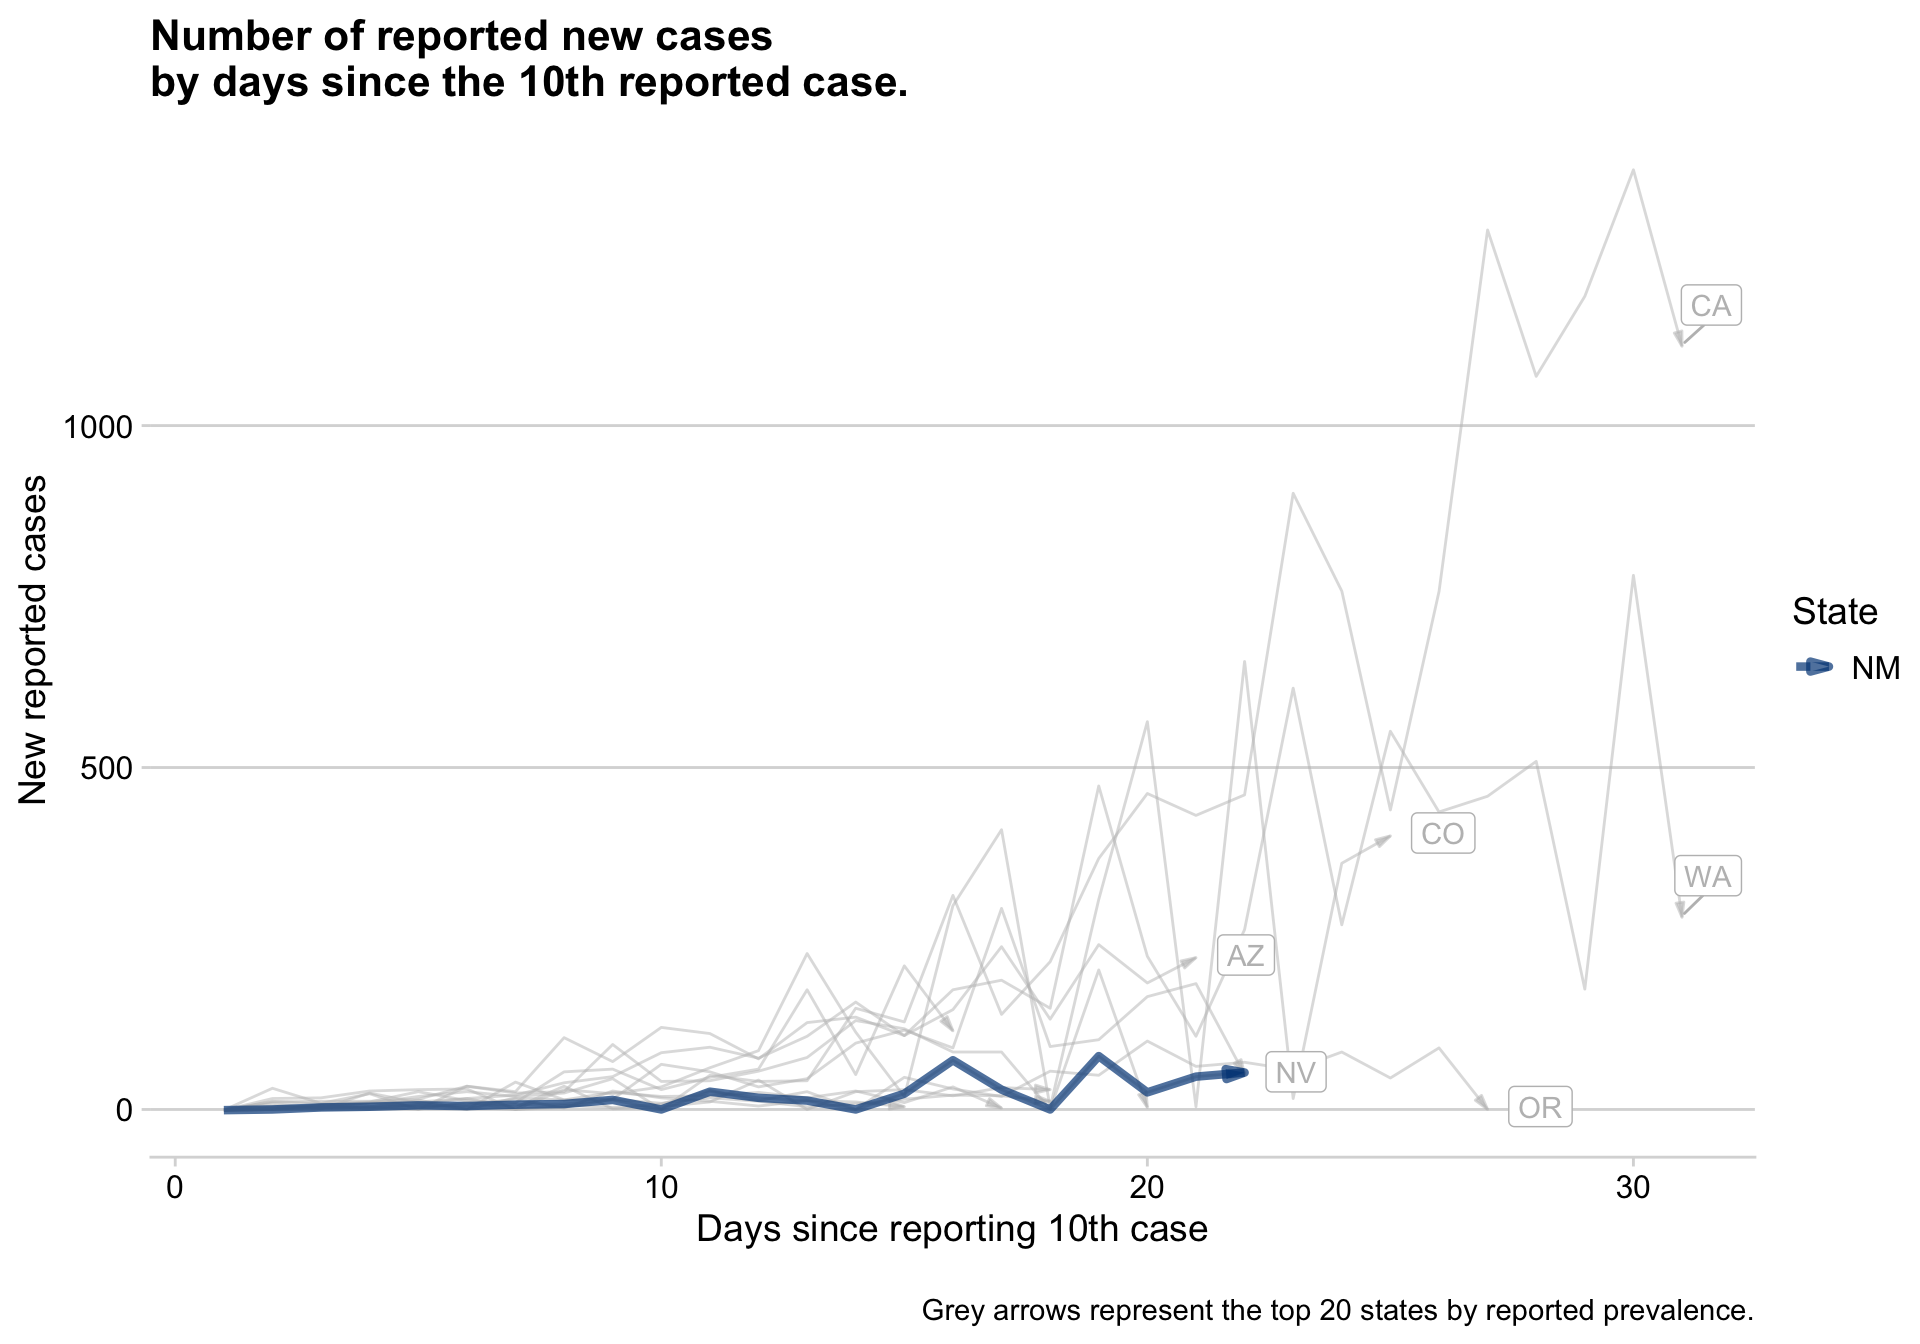 Number of reported new cases
by days since the 10th reported case.
New reported cases
1000
500
0
CA
CO
WA
AZ
NV
OR
State
NM
0 10 20 30
Days since reporting 10th case
Grey arrows represent the top 20 states by reported prevalence.